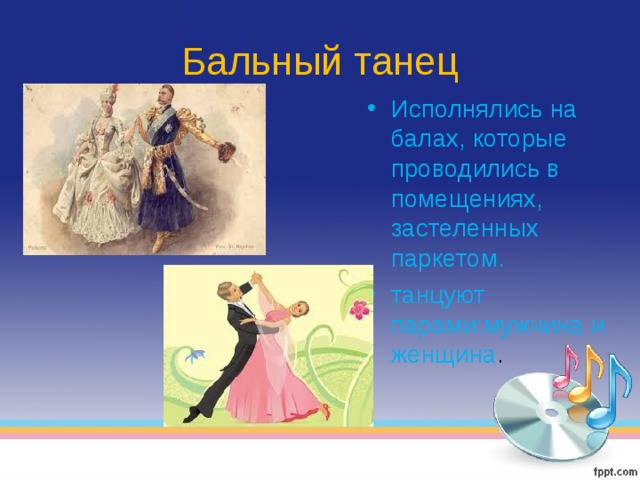 Бальный танец
• Исполнялись на
балах, которые
проводились в
помещениях,
застеленных
паркетом.
• танцуют
парами:мужчина и
женщина.
fppt.com